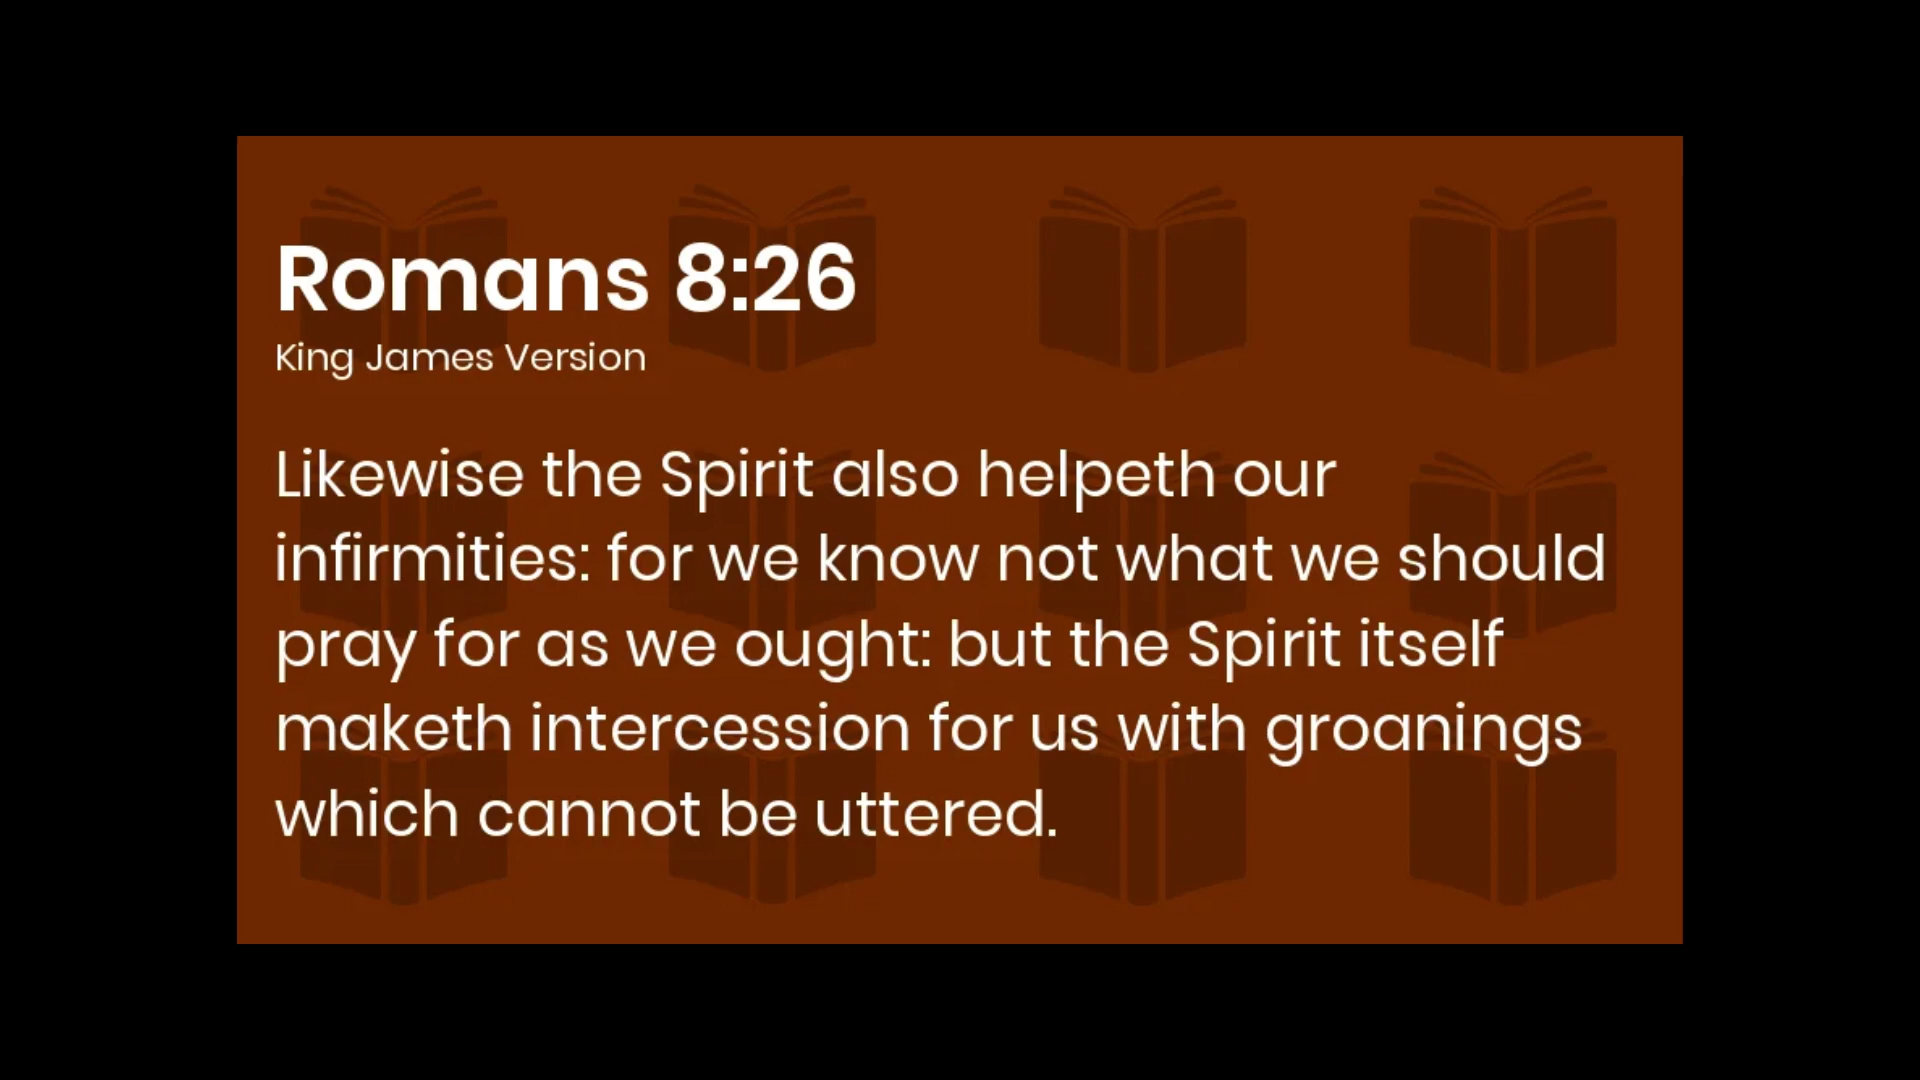 Romans 8:26
King James Version
Likewise the Spirit also helpeth our
infirmities: for we know not what we should
pray for as we ought: but the Spirit itself
maketh intercession for us with groanings
which cannot be uttered.